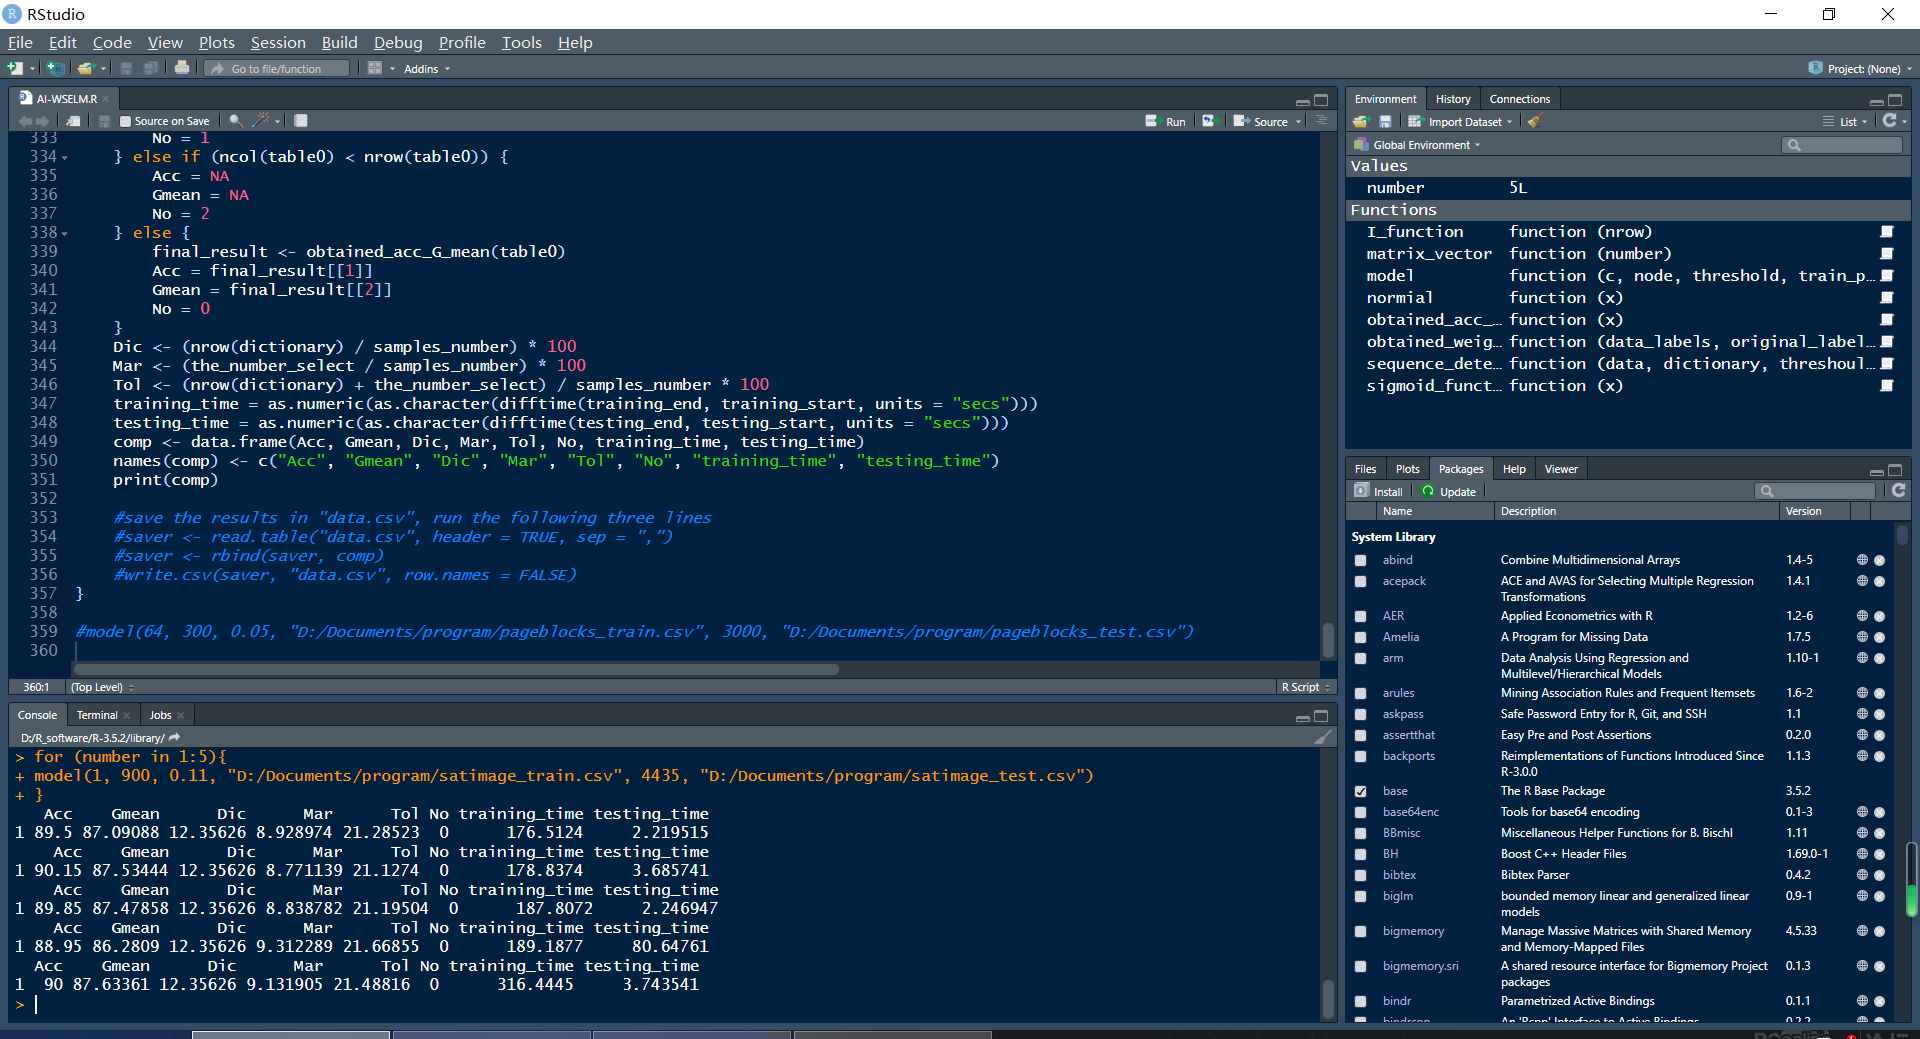 RStudio
File Edit Code View Plots Session Build Debug Profile Tools Help
Go to file/function Addins Project: (None)
AI-WSELM.R
Source on Save Run Source
333 No = 1
334 } else if (ncol(table0) < nrow(table0)) {
335 Acc = NA
336 Gmean = NA
337 No = 2
338 } else {
339 final_result <- obtained_acc_G_mean(table0)
340 Acc = final_result[[1]]
341 Gmean = final_result[[2]]
342 No = 0
343 }
344 Dic <- (nrow(dictionary) / samples_number) * 100
345 Mar <- (the_number_select / samples_number) * 100
346 Tol <- (nrow(dictionary) + the_number_select) / samples_number * 100
347 training_time = as.numeric(as.character(difftime(training_end, training_start, units = "secs")))
348 testing_time = as.numeric(as.character(difftime(testing_end, testing_start, units = "secs")))
349 comp <- data.frame(Acc, Gmean, Dic, Mar, Tol, No, training_time, testing_time)
350 names(comp) <- c("Acc", "Gmean", "Dic", "Mar", "Tol", "No", "training_time", "testing_time")
351 print(comp)
352
353 #save the results in "data.csv", run the following three lines
354 #saver <- read.table("data.csv", header = TRUE, sep = ",")
355 #saver <- rbind(saver, comp)
356 #write.csv(saver, "data.csv", row.names = FALSE)
357 }
358
359 #model(64, 300, 0.05, "D:/Documents/program/pageblocks_train.csv", 3000, "D:/Documents/program/pageblocks_test.csv")
360
360:1 (Top Level) R Script
Console Terminal Jobs
D:/R_software/R-3.5.2/library/
> for (number in 1:5){
+ model(1, 900, 0.11, "D:/Documents/program/satimage_train.csv", 4435, "D:/Documents/program/satimage_test.csv")
+ }
Acc Gmean Dic Mar Tol No training_time testing_time
1 89.5 87.09088 12.35626 8.928974 21.28523 0 176.5124 2.219515
Acc Gmean Dic Mar Tol No training_time testing_time
1 90.15 87.53444 12.35626 8.771139 21.1274 0 178.8374 3.685741
Acc Gmean Dic Mar Tol No training_time testing_time
1 89.85 87.47858 12.35626 8.838782 21.19504 0 187.8072 2.246947
Acc Gmean Dic Mar Tol No training_time testing_time
1 88.95 86.2809 12.35626 9.312289 21.66855 0 189.1877 80.64761
Acc Gmean Dic Mar Tol No training_time testing_time
1 90 87.63361 12.35626 9.131905 21.48816 0 316.4445 3.743541
>
Environment History Connections
Import Dataset List
Global Environment
Values
number 5L
Functions
I_function function (nrow)
matrix_vector function (number)
model function (c, node, threshold, train_p…
normial function (x)
obtained_acc_… function (x)
obtained_weig… function (data_labels, original_label…
sequence_dete… function (data, dictionary, threshoul…
sigmoid_funct… function (x)
Files Plots Packages Help Viewer
Install Update
Name Description Version
System Library
abind Combine Multidimensional Arrays 1.4-5
acepack ACE and AVAS for Selecting Multiple Regression 1.4.1
Transformations
AER Applied Econometrics with R 1.2-6
Amelia A Program for Missing Data 1.7.5
arm Data Analysis Using Regression and 1.10-1
Multilevel/Hierarchical Models
arules Mining Association Rules and Frequent Itemsets 1.6-2
askpass Safe Password Entry for R, Git, and SSH 1.1
assertthat Easy Pre and Post Assertions 0.2.0
backports Reimplementations of Functions Introduced Since 1.1.3
R-3.0.0
base The R Base Package 3.5.2
base64enc Tools for base64 encoding 0.1-3
BBmisc Miscellaneous Helper Functions for B. Bischl 1.11
BH Boost C++ Header Files 1.69.0-1
bibtex Bibtex Parser 0.4.2
biglm bounded memory linear and generalized linear 0.9-1
models
bigmemory Manage Massive Matrices with Shared Memory 4.5.33
and Memory-Mapped Files
bigmemory.sri A shared resource interface for Bigmemory Project 0.1.3
packages
bindr Parametrized Active Bindings 0.1.1
bindrcpp An 'Rcpp' Interface to Active Bindings 0.2.2